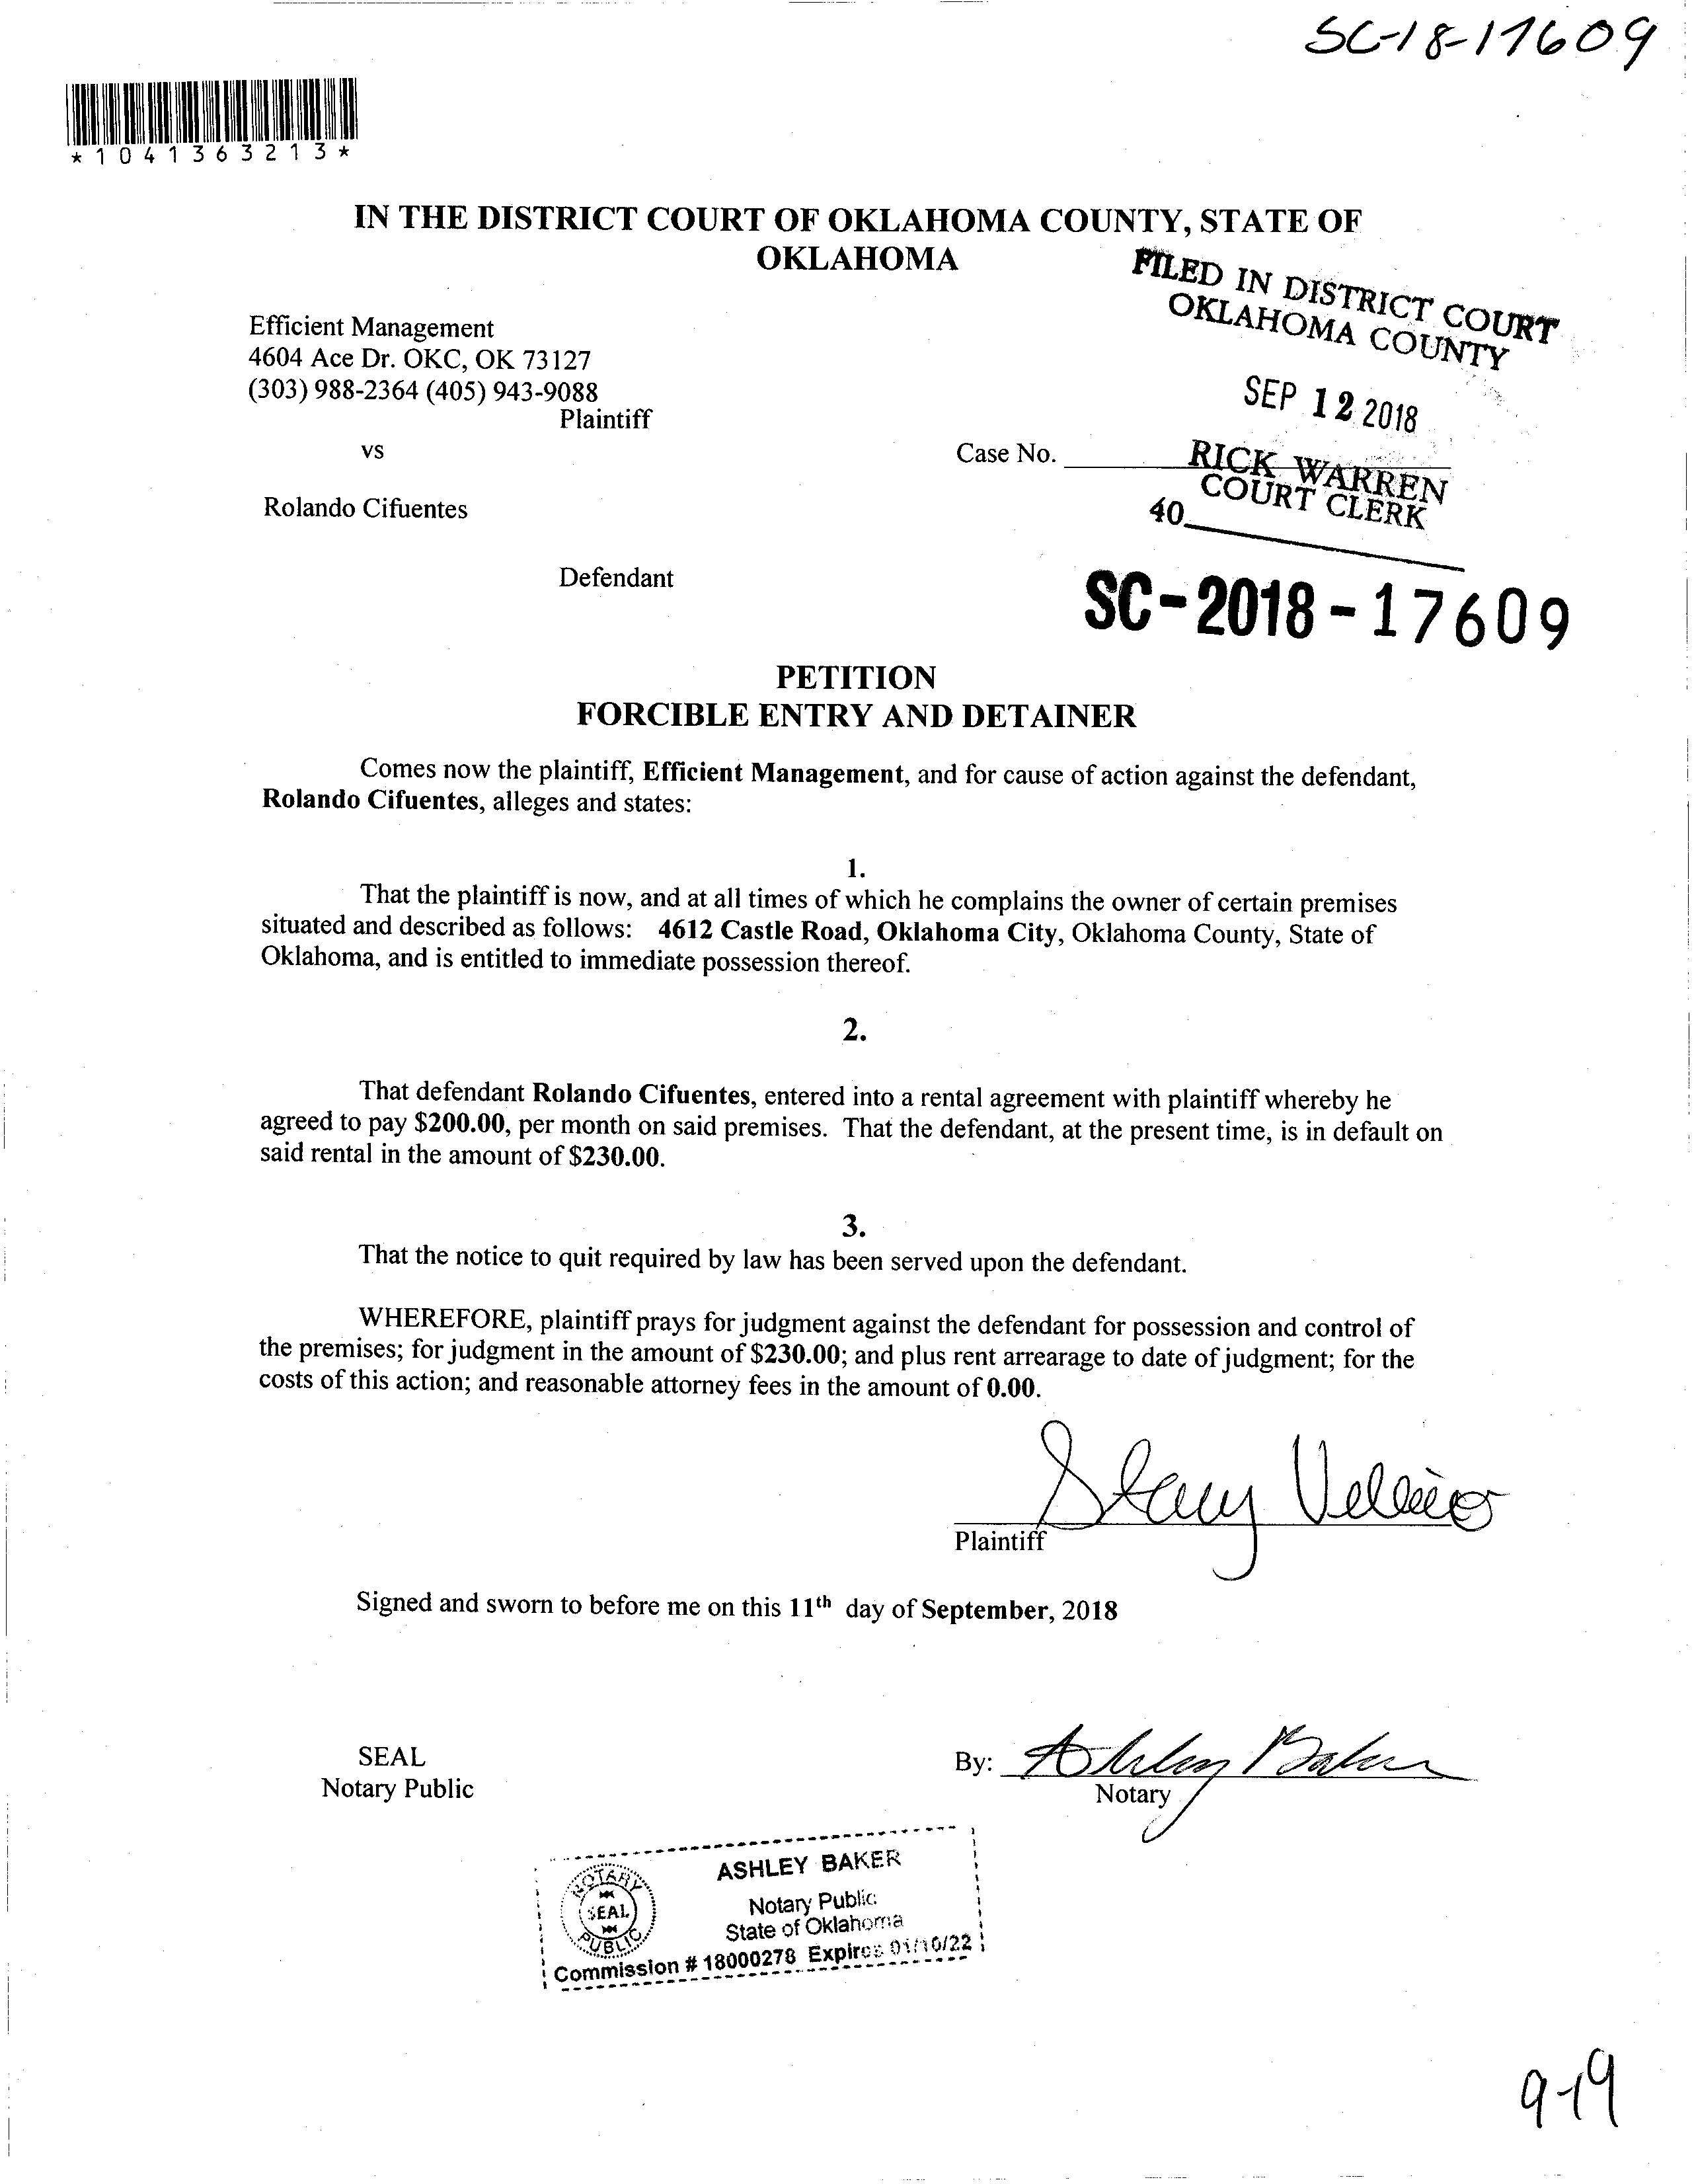 SC-18-17609
*1041363213*
IN THE DISTRICT COURT OF OKLAHOMA COUNTY, STATE OF
OKLAHOMA
FILED IN DISTRICT COURT
OKLAHOMA COUNTY
SEP 12 2018
RICK WARREN
COURT CLERK
40
Efficient Management
4604 Ace Dr. OKC, OK 73127
(303) 988-2364 (405) 943-9088
Plaintiff
vs
Case No.
Rolando Cifuentes
Defendant
SC-2018-17609
PETITION
FORCIBLE ENTRY AND DETAINER
Comes now the plaintiff, Efficient Management, and for cause of action against the defendant,
Rolando Cifuentes, alleges and states:
1.
That the plaintiff is now, and at all times of which he complains the owner of certain premises
situated and described as follows: 4612 Castle Road, Oklahoma City, Oklahoma County, State of
Oklahoma, and is entitled to immediate possession thereof.
2.
That defendant Rolando Cifuentes, entered into a rental agreement with plaintiff whereby he
agreed to pay $200.00, per month on said premises. That the defendant, at the present time, is in default on
said rental in the amount of $230.00.
3.
That the notice to quit required by law has been served upon the defendant.
WHEREFORE, plaintiff prays for judgment against the defendant for possession and control of
the premises; for judgment in the amount of $230.00; and plus rent arrearage to date of judgment; for the
costs of this action; and reasonable attorney fees in the amount of 0.00.
Plaintiff
Signed and sworn to before me on this 11th day of September, 2018
SEAL
Notary Public
By: Ashley Baker
Notary
NOTARY
SEAL
PUBLIC
ASHLEY BAKER
Notary Public
State of Oklahoma
Commission # 18000278 Expires 01/10/22
9-19